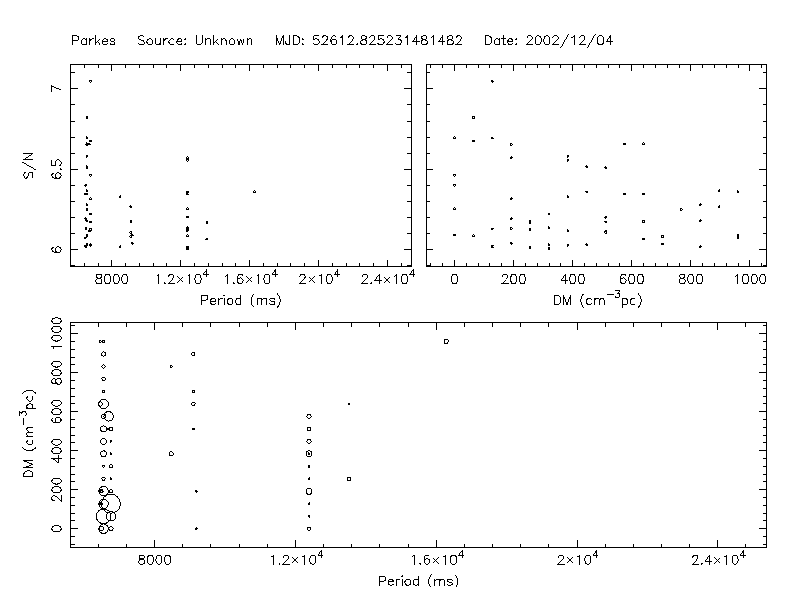 Parkes Source: Unknown MJD: 52612.825231481482 Date: 2002/12/04
7
6.5
6
S/N
8000 1.2×10⁴ 1.6×10⁴ 2×10⁴ 2.4×10⁴
Period (ms)
0 200 400 600 800 1000
DM (cm⁻³pc)
1000
800
600
400
200
0
DM (cm⁻³pc)
8000 1.2×10⁴ 1.6×10⁴ 2×10⁴ 2.4×10⁴
Period (ms)